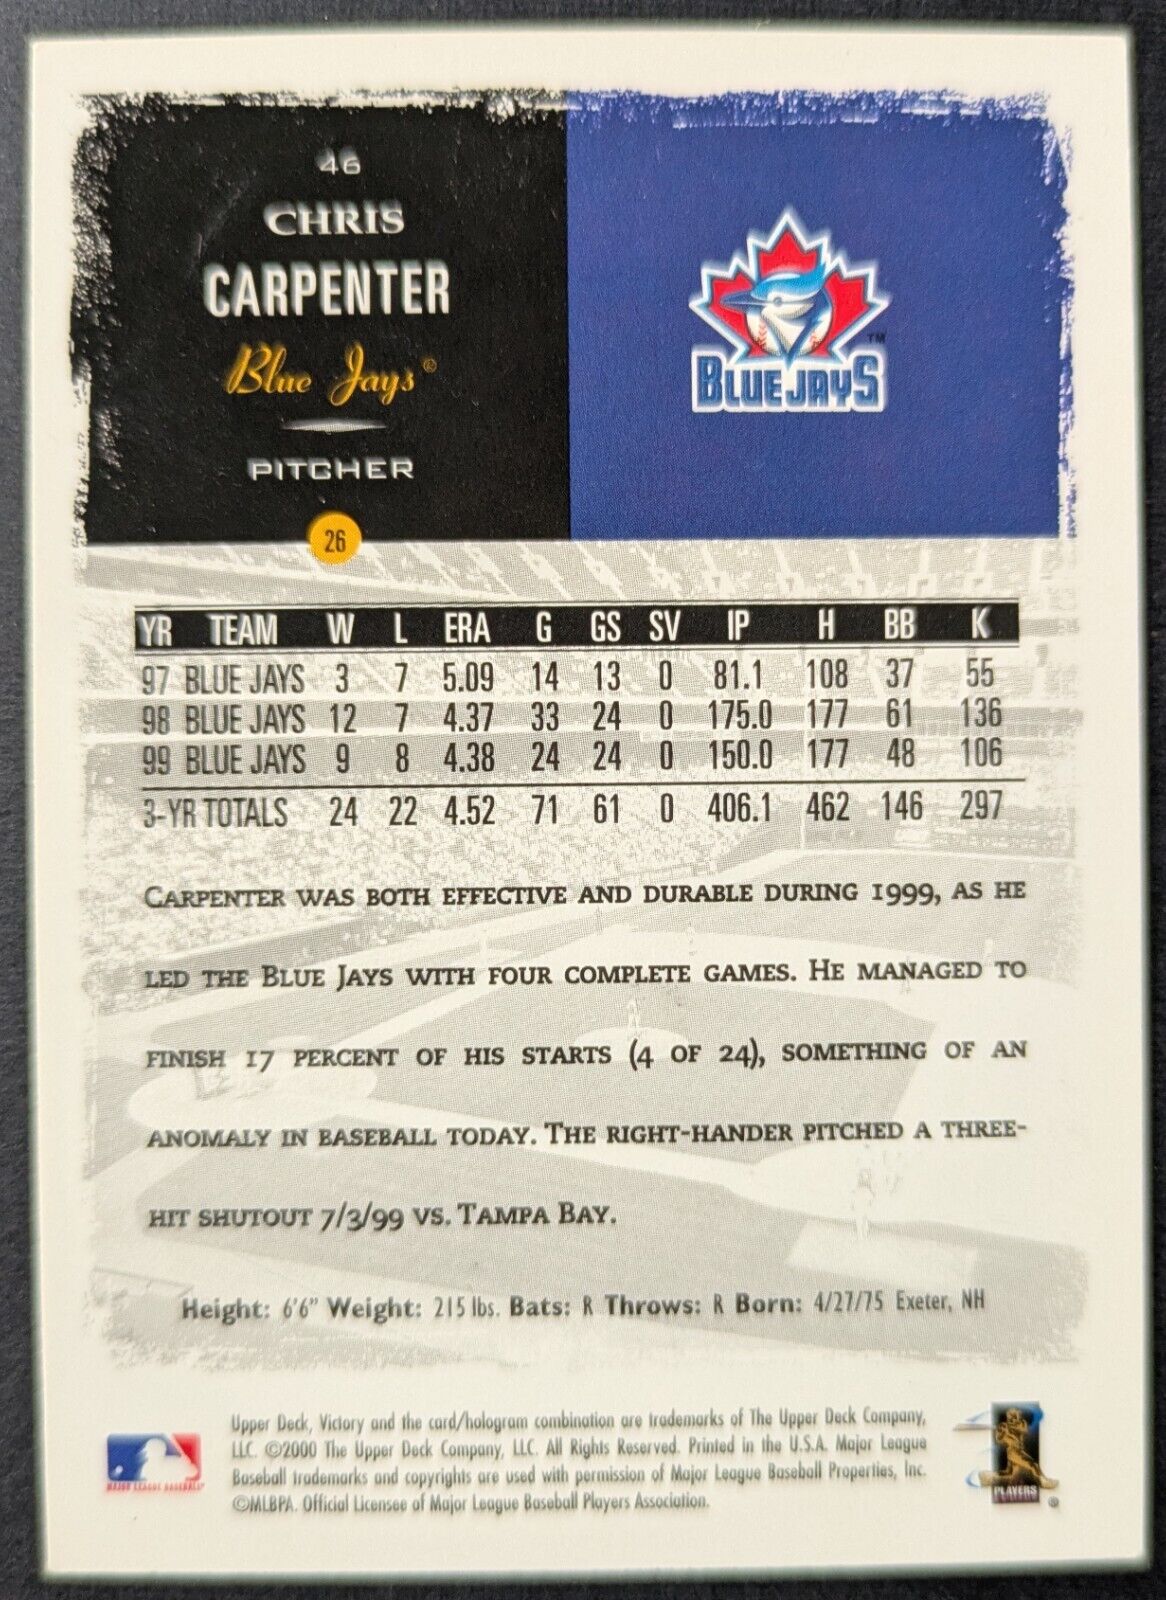 46
CHRIS
CARPENTER
Blue Jays®
PITCHER
BLUE JAYS™
26
YR TEAM W L ERA G GS SV IP H BB K
97 BLUE JAYS 3 7 5.09 14 13 0 81.1 108 37 55
98 BLUE JAYS 12 7 4.37 33 24 0 175.0 177 61 136
99 BLUE JAYS 9 8 4.38 24 24 0 150.0 177 48 106
3-YR TOTALS 24 22 4.52 71 61 0 406.1 462 146 297
CARPENTER WAS BOTH EFFECTIVE AND DURABLE DURING 1999, AS HE
LED THE BLUE JAYS WITH FOUR COMPLETE GAMES. HE MANAGED TO
FINISH 17 PERCENT OF HIS STARTS (4 OF 24), SOMETHING OF AN
ANOMALY IN BASEBALL TODAY. THE RIGHT-HANDER PITCHED A THREE-
HIT SHUTOUT 7/3/99 VS. TAMPA BAY.
Height: 6'6" Weight: 215 lbs. Bats: R Throws: R Born: 4/27/75 Exeter, NH
Upper Deck, Victory and the card/hologram combination are trademarks of The Upper Deck Company,
LLC. ©2000 The Upper Deck Company, LLC. All Rights Reserved. Printed in the U.S.A. Major League
Baseball trademarks and copyrights are used with permission of Major League Baseball Properties, Inc.
©MLBPA. Official Licensee of Major League Baseball Players Association.
MAJOR LEAGUE BASEBALL
PLAYERS
®